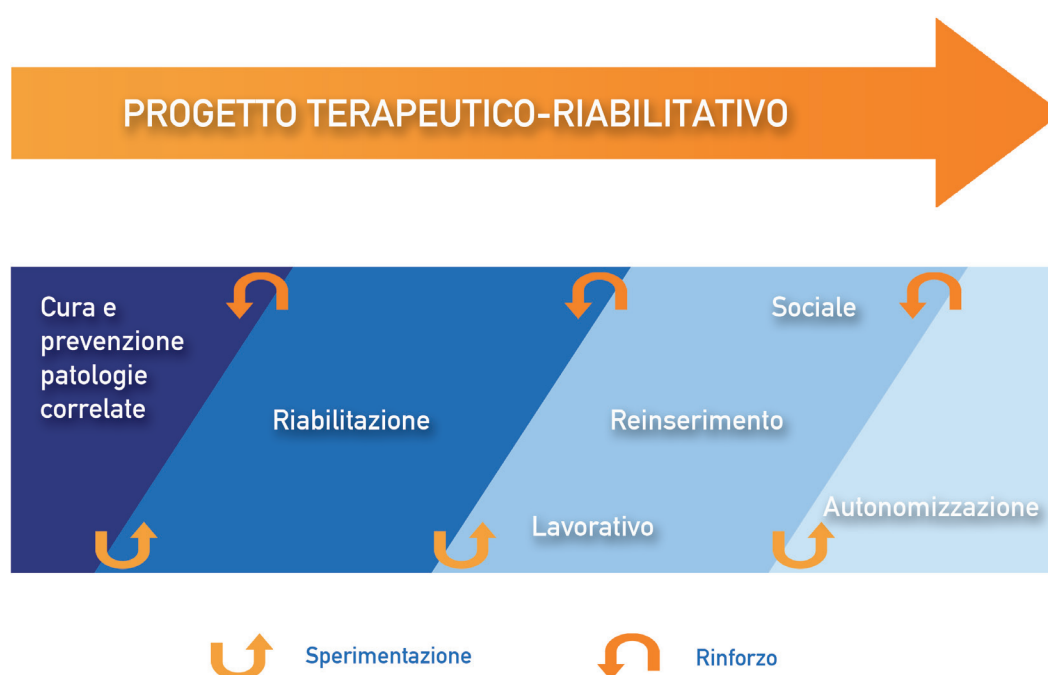 PROGETTO TERAPEUTICO-RIABILITATIVO
Cura e
prevenzione
patologie
correlate
Riabilitazione
Sociale
Reinserimento
Lavorativo
Autonomizzazione
Sperimentazione
Rinforzo